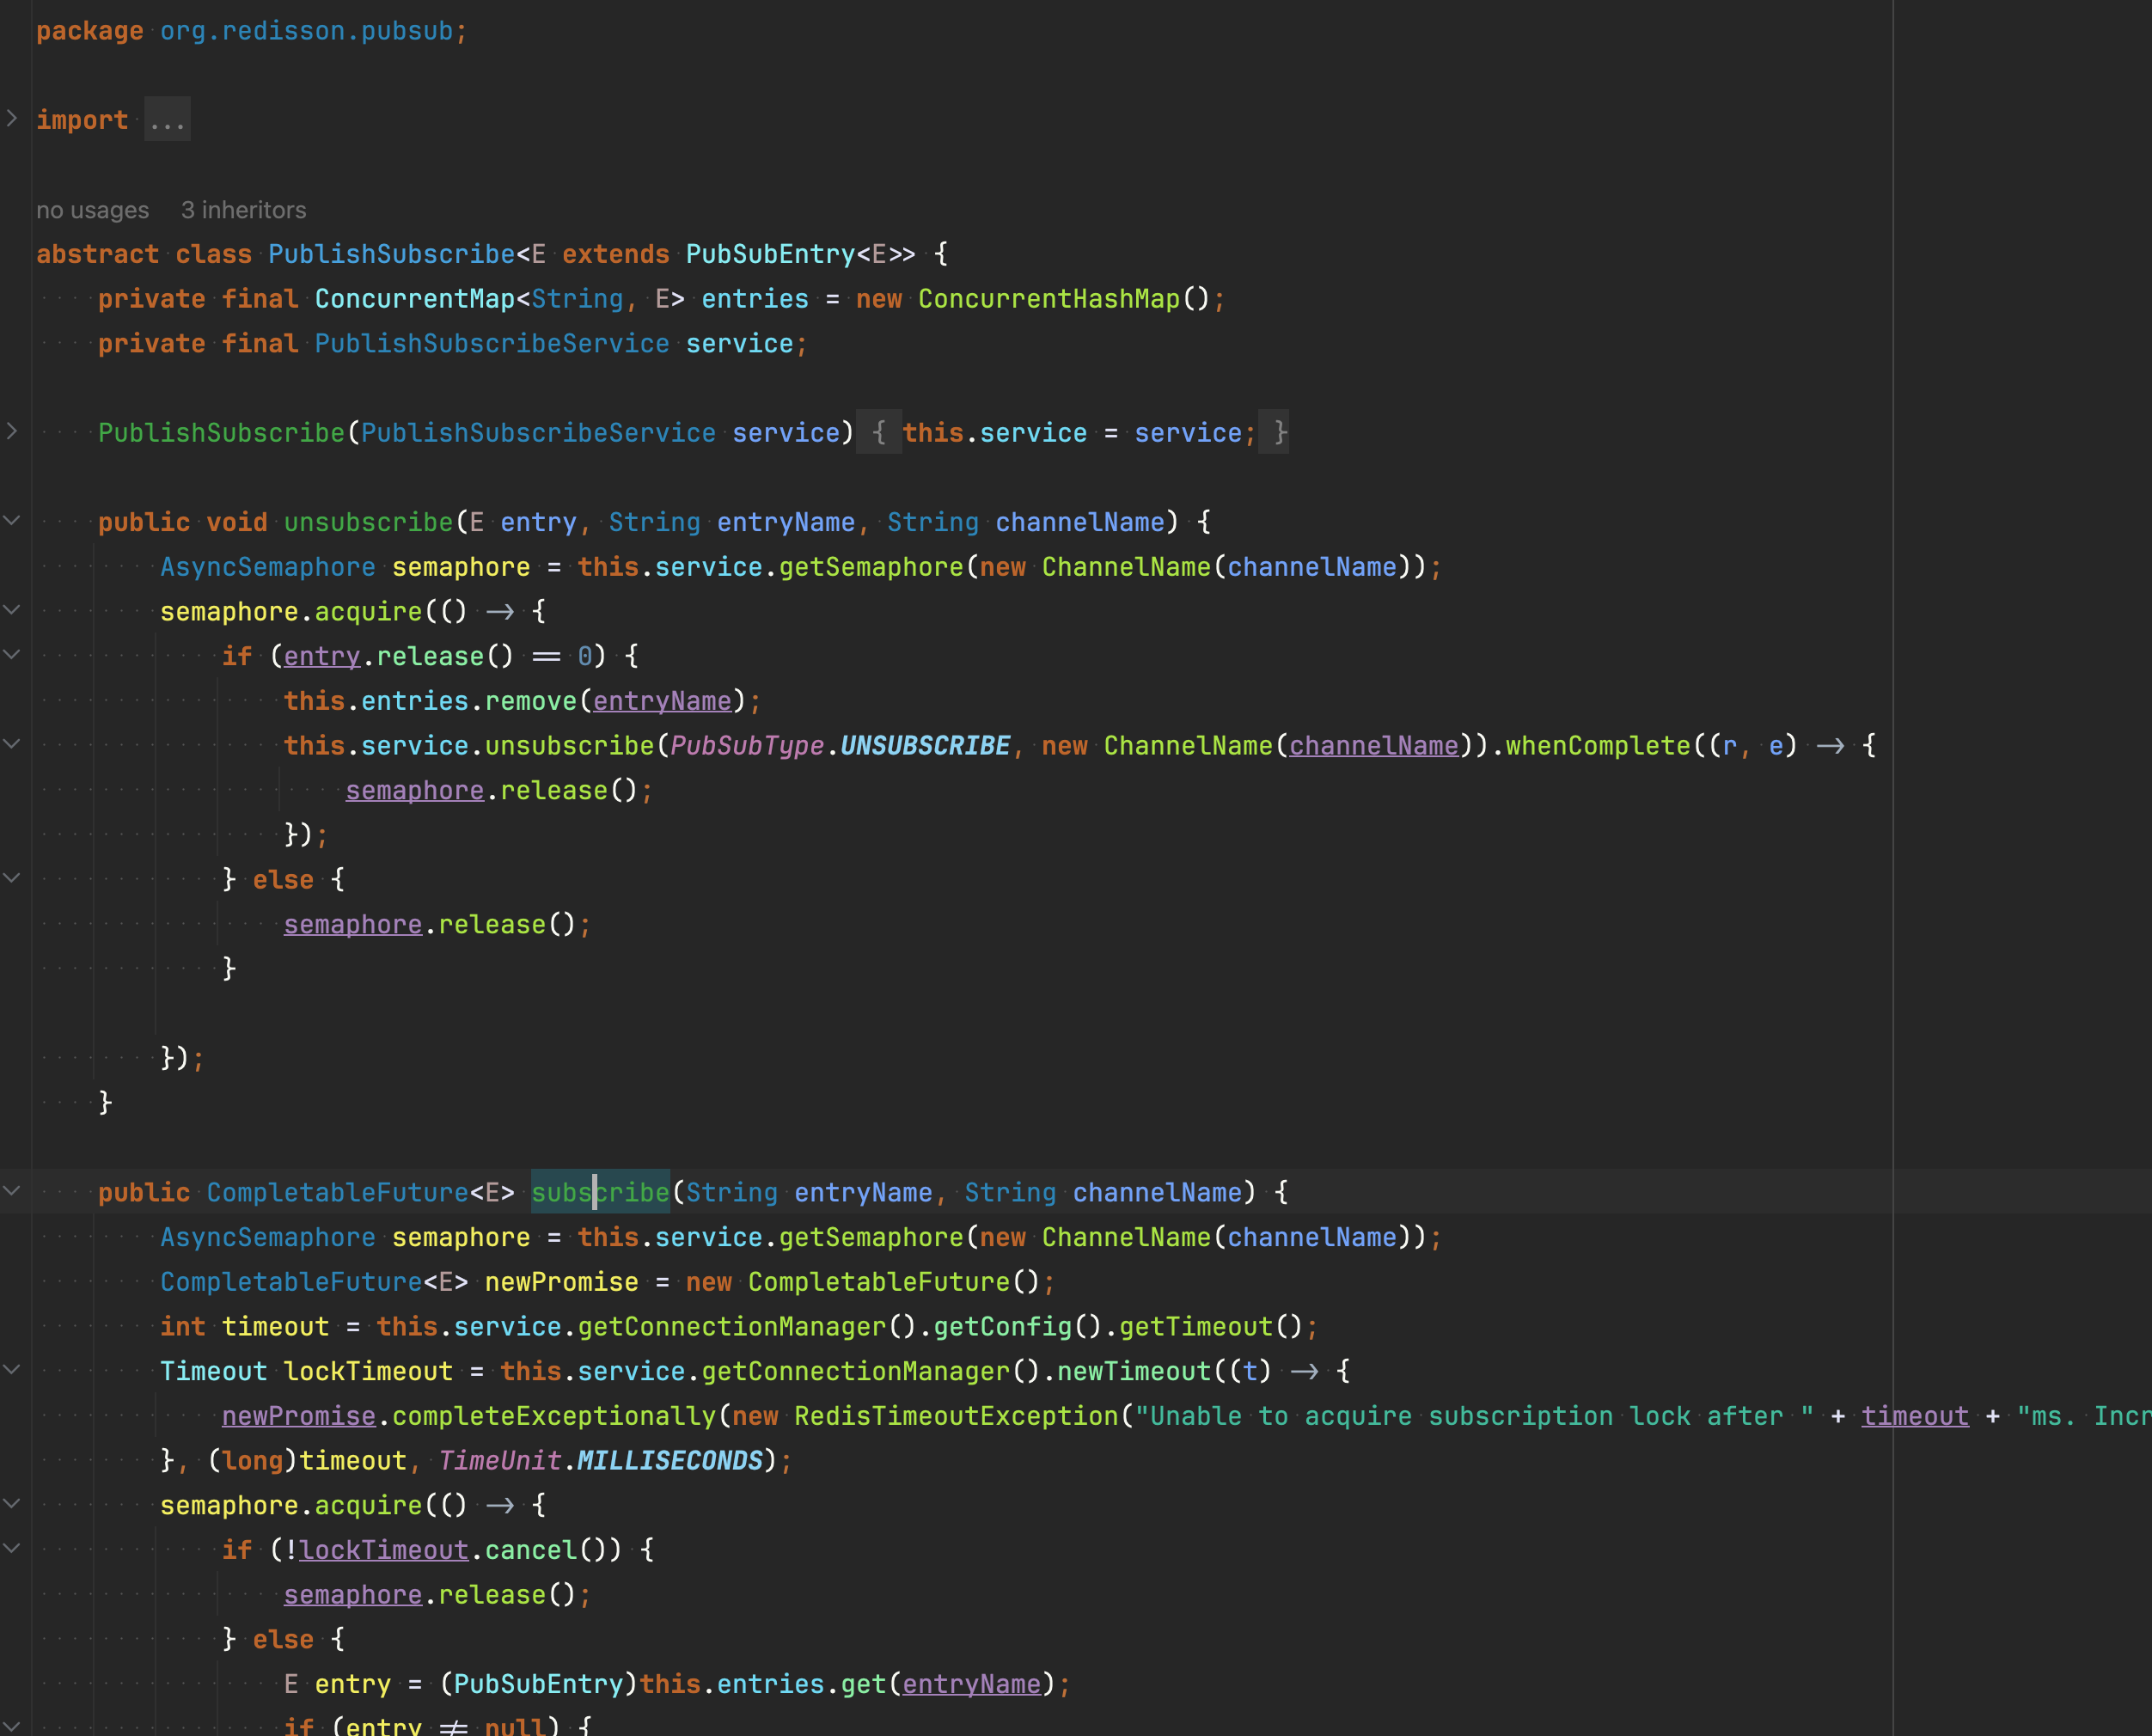 package org.redisson.pubsub;
import ...
no usages   3 inheritors
abstract class PublishSubscribe<E extends PubSubEntry<E>> {
    private final ConcurrentMap<String, E> entries = new ConcurrentHashMap();
    private final PublishSubscribeService service;
    PublishSubscribe(PublishSubscribeService service) { this.service = service; }
    public void unsubscribe(E entry, String entryName, String channelName) {
        AsyncSemaphore semaphore = this.service.getSemaphore(new ChannelName(channelName));
        semaphore.acquire(() -> {
            if (entry.release() == 0) {
                this.entries.remove(entryName);
                this.service.unsubscribe(PubSubType.UNSUBSCRIBE, new ChannelName(channelName)).whenComplete((r, e) -> {
                    semaphore.release();
                });
            } else {
                semaphore.release();
            }
        });
    }
    public CompletableFuture<E> subscribe(String entryName, String channelName) {
        AsyncSemaphore semaphore = this.service.getSemaphore(new ChannelName(channelName));
        CompletableFuture<E> newPromise = new CompletableFuture();
        int timeout = this.service.getConnectionManager().getConfig().getTimeout();
        Timeout lockTimeout = this.service.getConnectionManager().newTimeout((t) -> {
            newPromise.completeExceptionally(new RedisTimeoutException("Unable to acquire subscription lock after " + timeout + "ms. Incr
        }, (long)timeout, TimeUnit.MILLISECONDS);
        semaphore.acquire(() -> {
            if (!lockTimeout.cancel()) {
                semaphore.release();
            } else {
                E entry = (PubSubEntry)this.entries.get(entryName);
                if (entry != null) {